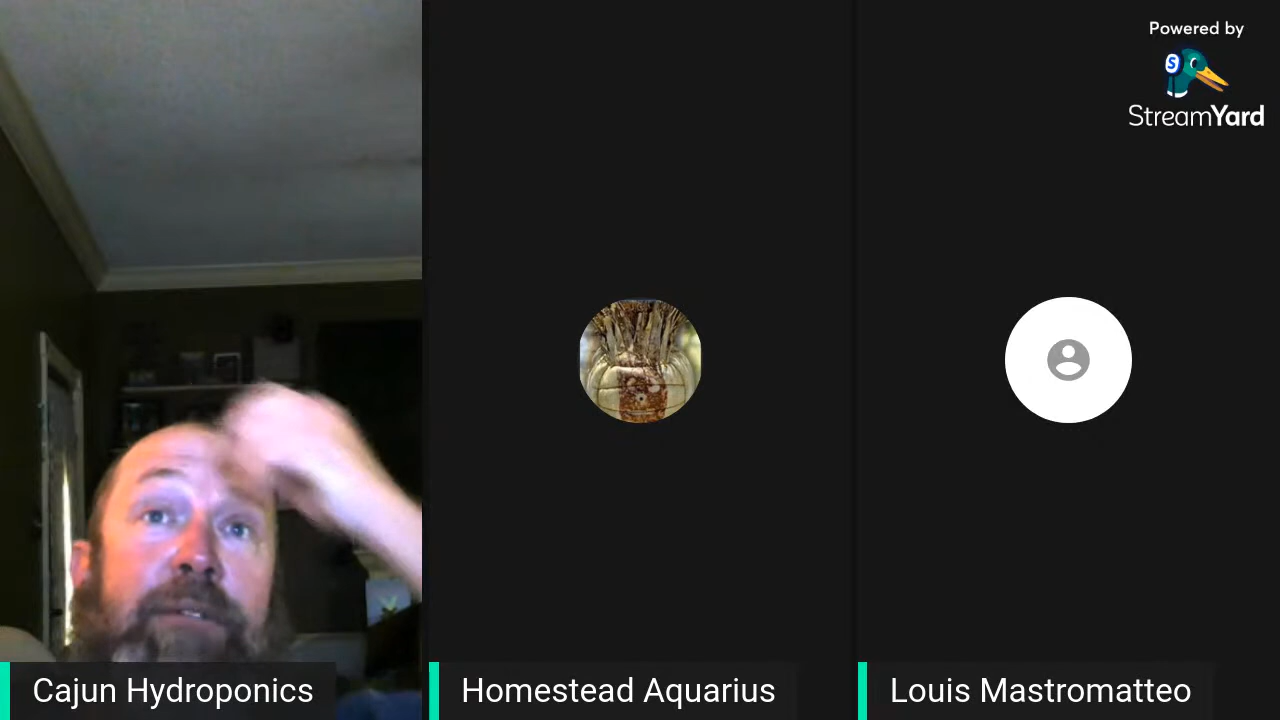 Powered by
S
StreamYard
Cajun Hydroponics
Homestead Aquarius
Louis Mastromatteo